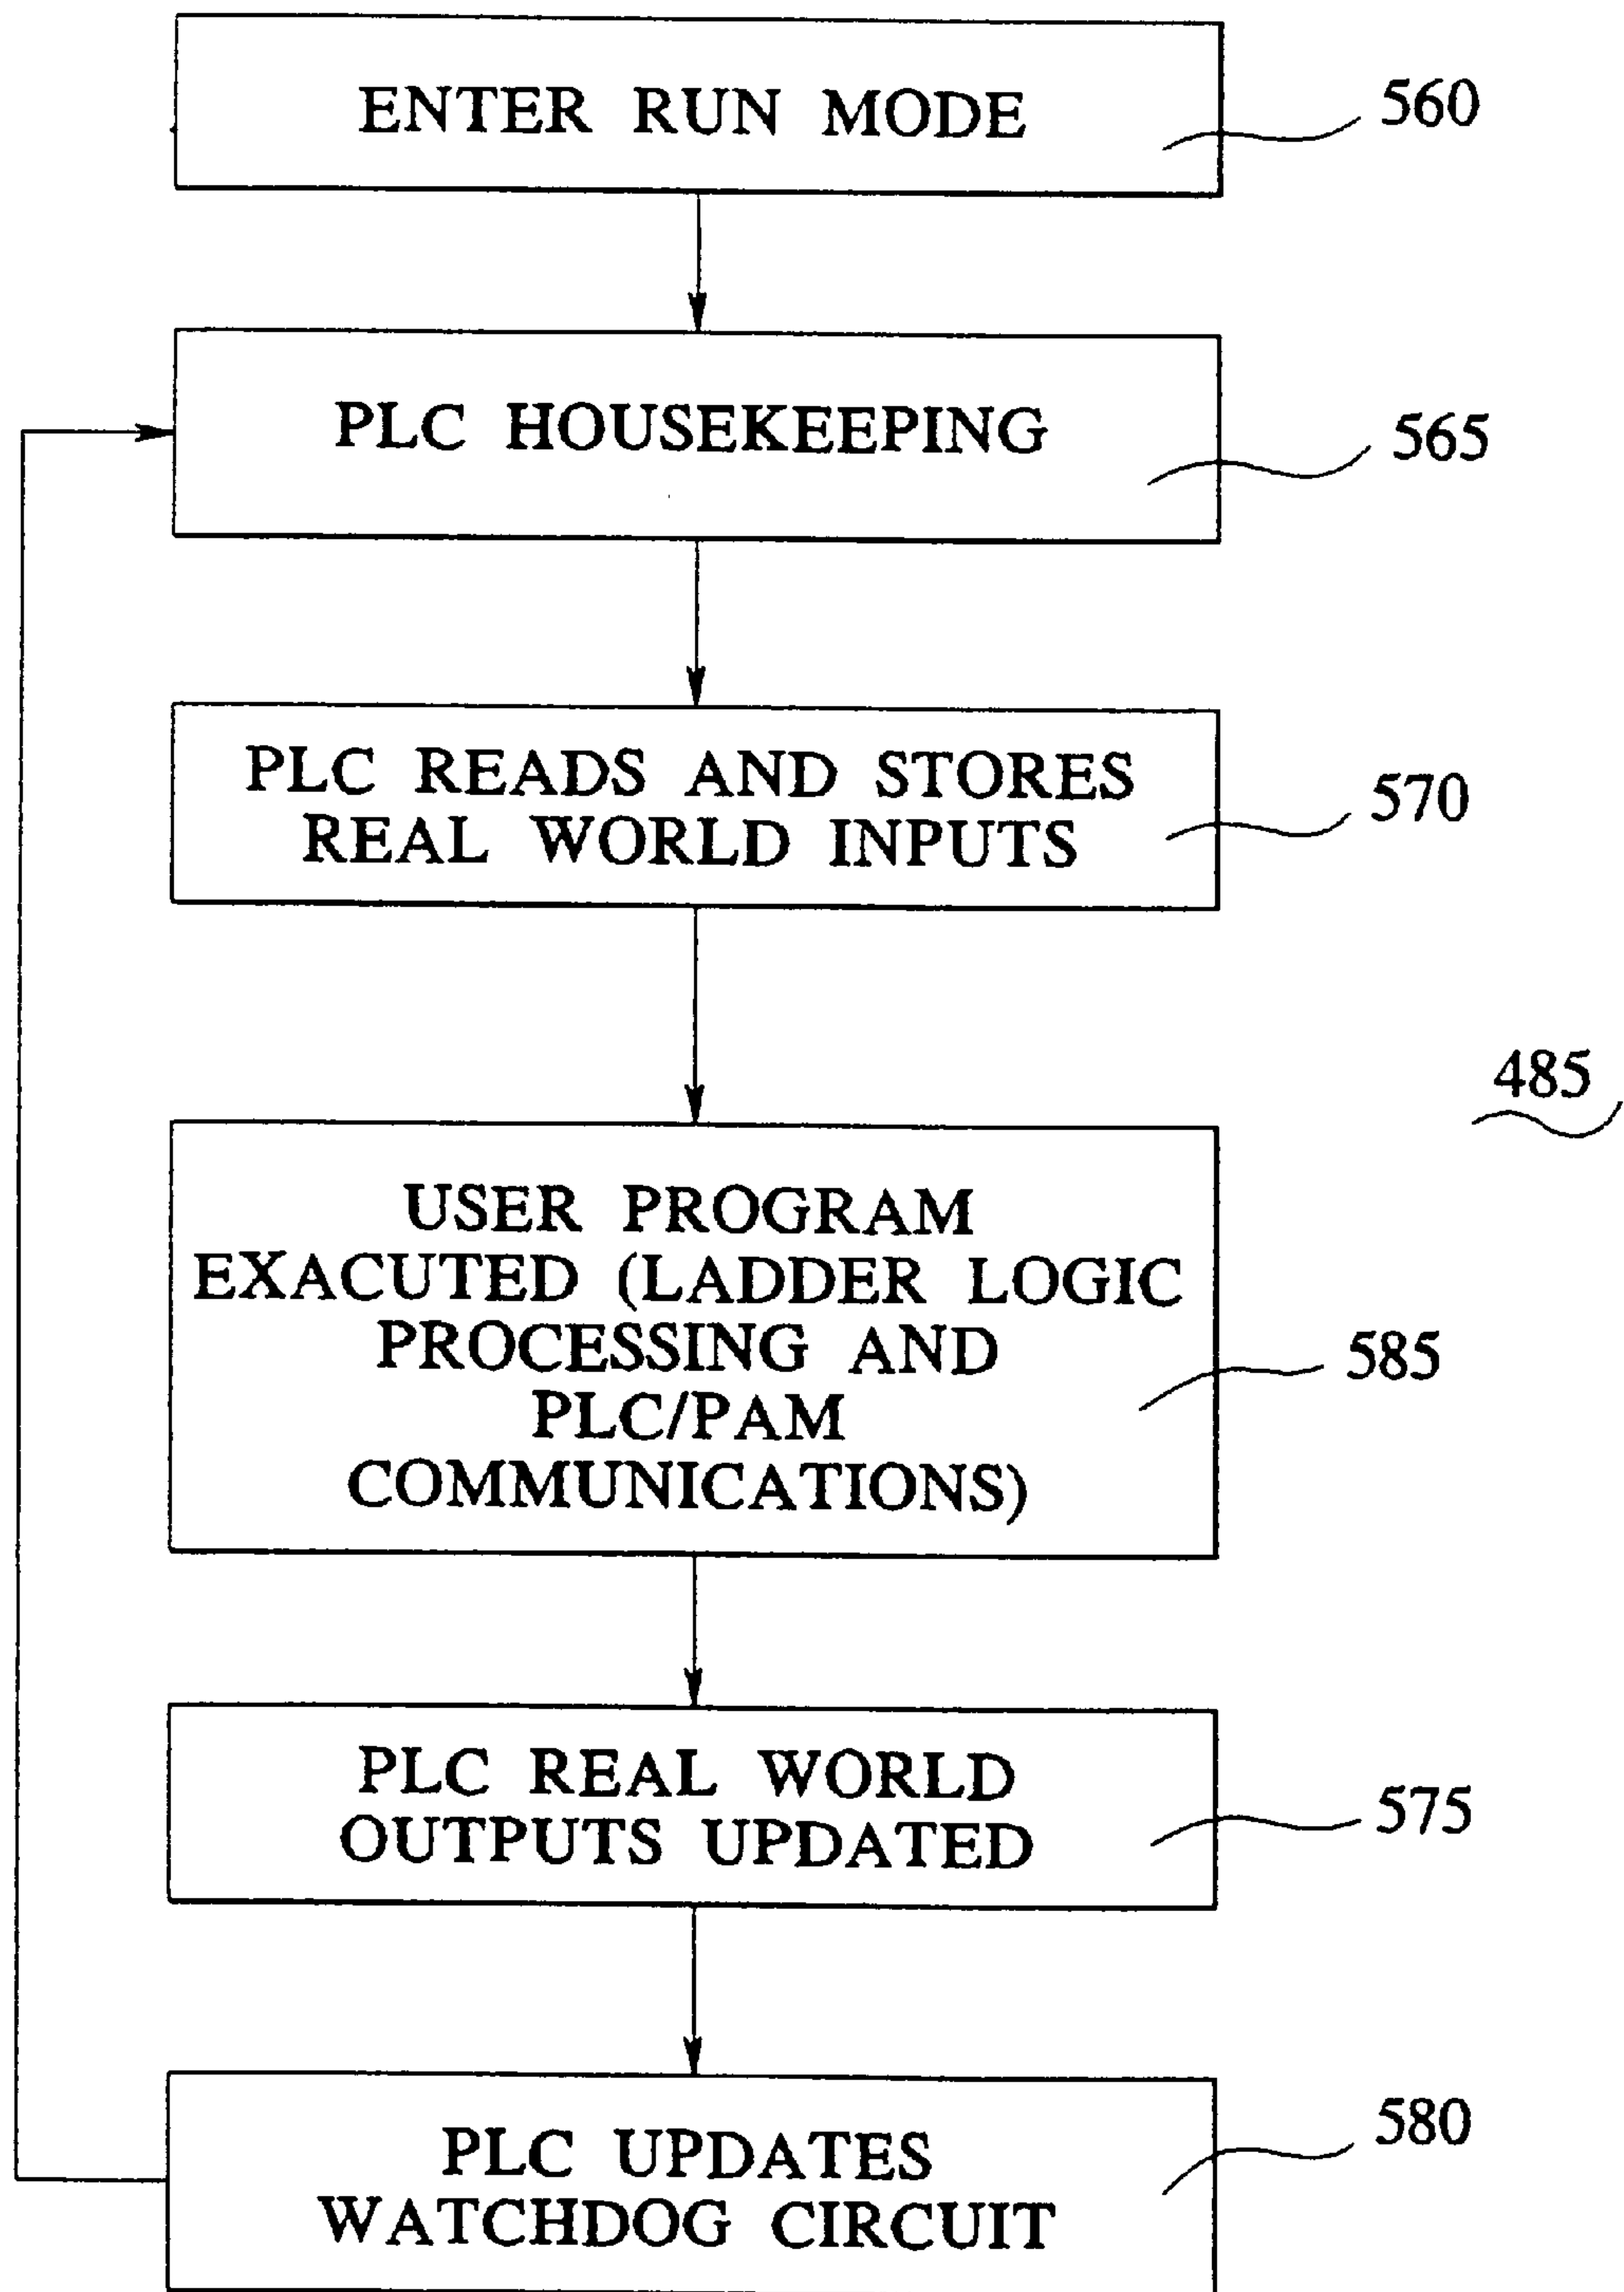 ENTER RUN MODE
560
PLC HOUSEKEEPING
565
PLC READS AND STORES
REAL WORLD INPUTS
570
485
USER PROGRAM
EXACUTED (LADDER LOGIC
PROCESSING AND
PLC/PAM
COMMUNICATIONS)
585
PLC REAL WORLD
OUTPUTS UPDATED
575
PLC UPDATES
WATCHDOG CIRCUIT
580